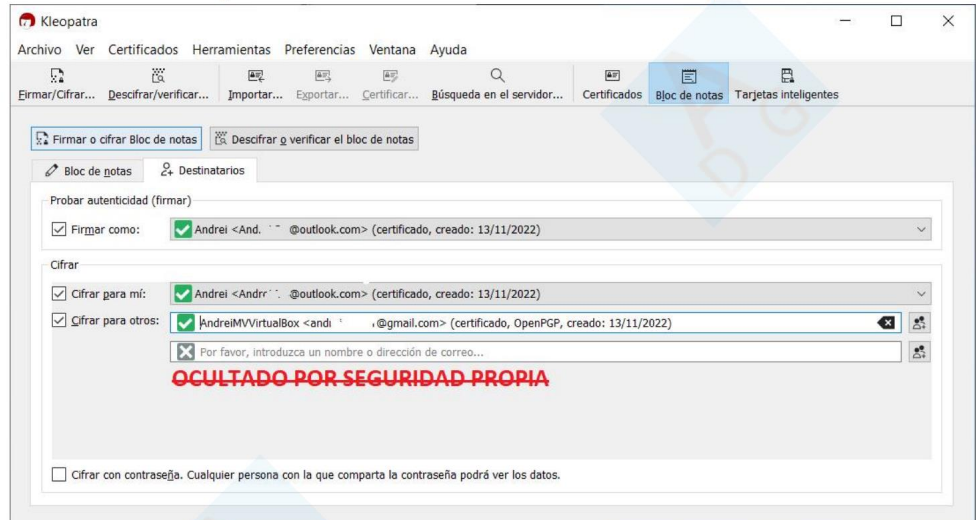 Kleopatra
Archivo Ver Certificados Herramientas Preferencias Ventana Ayuda
Firmar/Cifrar... Descifrar/verificar... Importar... Exportar... Certificar... Búsqueda en el servidor... Certificados Bloc de notas Tarjetas inteligentes
Firmar o cifrar Bloc de notas Descifrar o verificar el bloc de notas
Bloc de notas Destinatarios
Probar autenticidad (firmar)
Firmar como: Andrei <And. @outlook.com> (certificado, creado: 13/11/2022)
Cifrar
Cifrar para mí: Andrei <Andr @outlook.com> (certificado, creado: 13/11/2022)
Cifrar para otros: AndreiMVVirtualBox <and @gmail.com> (certificado, OpenPGP, creado: 13/11/2022)
Por favor, introduzca un nombre o dirección de correo...
OCULTADO POR SEGURIDAD PROPIA
Cifrar con contraseña. Cualquier persona con la que comparta la contraseña podrá ver los datos.